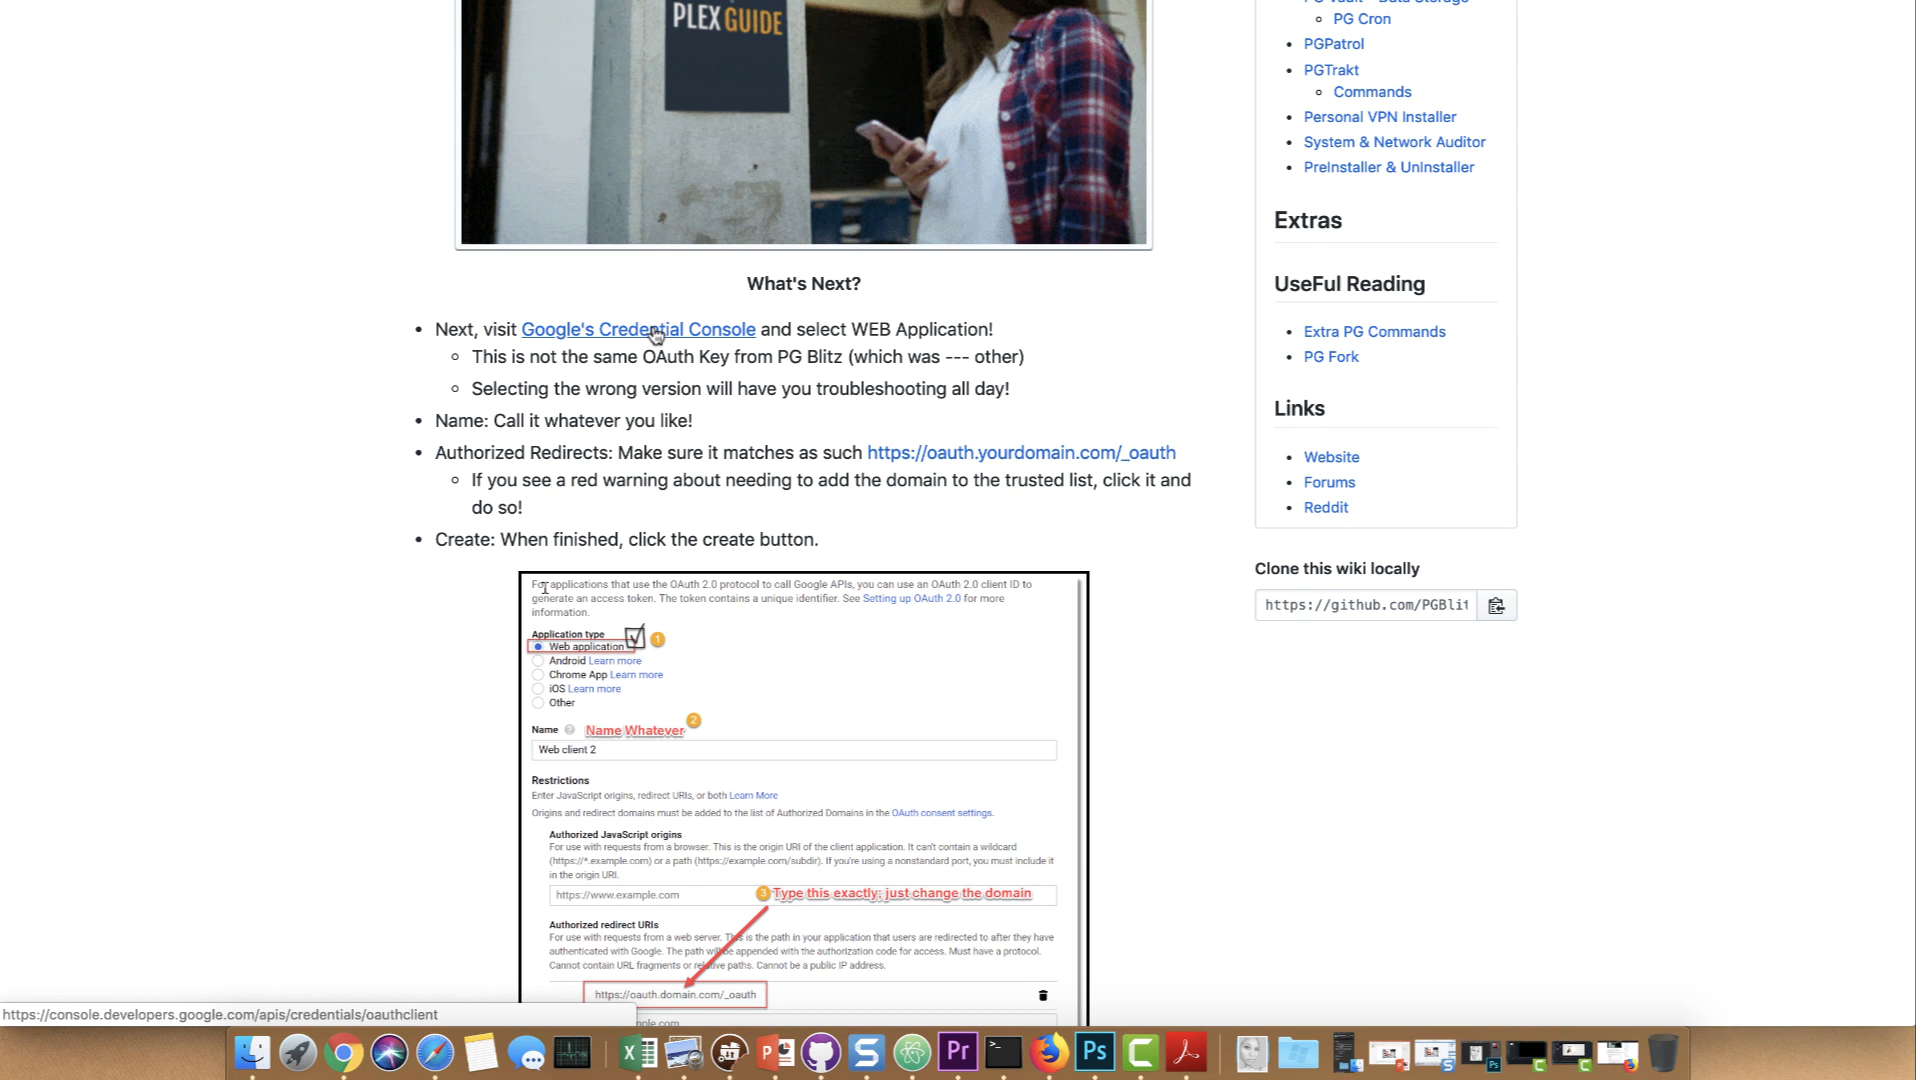 PLEX GUIDE
What's Next?
• Next, visit Google's Credential Console and select WEB Application!
◦ This is not the same OAuth Key from PG Blitz (which was --- other)
◦ Selecting the wrong version will have you troubleshooting all day!
• Name: Call it whatever you like!
• Authorized Redirects: Make sure it matches as such https://oauth.yourdomain.com/_oauth
◦ If you see a red warning about needing to add the domain to the trusted list, click it and
do so!
• Create: When finished, click the create button.
For applications that use the OAuth 2.0 protocol to call Google APIs, you can use an OAuth 2.0 client ID to
generate an access token. The token contains a unique identifier. See Setting up OAuth 2.0 for more
information.
Application type
1
Web application
Android Learn more
Chrome App Learn more
iOS Learn more
Other
Name ? Name Whatever 2
Web client 2
Restrictions
Enter JavaScript origins, redirect URIs, or both Learn More
Origins and redirect domains must be added to the list of Authorized Domains in the OAuth consent settings.
Authorized JavaScript origins
For use with requests from a browser. This is the origin URI of the client application. It can't contain a wildcard
(https://*.example.com) or a path (https://example.com/subdir). If you're using a nonstandard port, you must include it
in the origin URI.
https://www.example.com
3 Type this exactly; just change the domain
Authorized redirect URIs
For use with requests from a web server. This is the path in your application that users are redirected to after they have
authenticated with Google. The path will be appended with the authorization code for access. Must have a protocol.
Cannot contain URL fragments or relative paths. Cannot be a public IP address.
https://oauth.domain.com/_oauth
◦ PG Cron
• PGPatrol
• PGTrakt
◦ Commands
• Personal VPN Installer
• System & Network Auditor
• PreInstaller & UnInstaller
Extras
UseFul Reading
• Extra PG Commands
• PG Fork
Links
• Website
• Forums
• Reddit
Clone this wiki locally
https://github.com/PGBlit
https://console.developers.google.com/apis/credentials/oauthclient
Pr
Ps